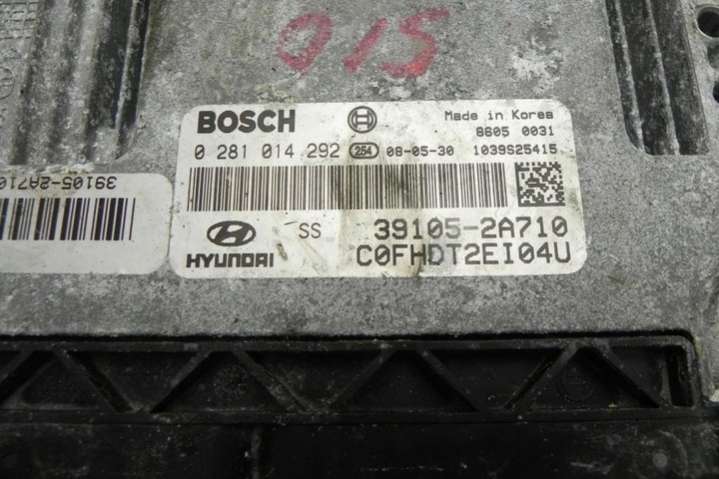 015
BOSCH
Made in Korea
8605 0031
0 281 014 292 254 08-05-30 1039S25415
HYUNDAI
SS
39105-2A710
C0FHDT2EI04U
39105-2A710